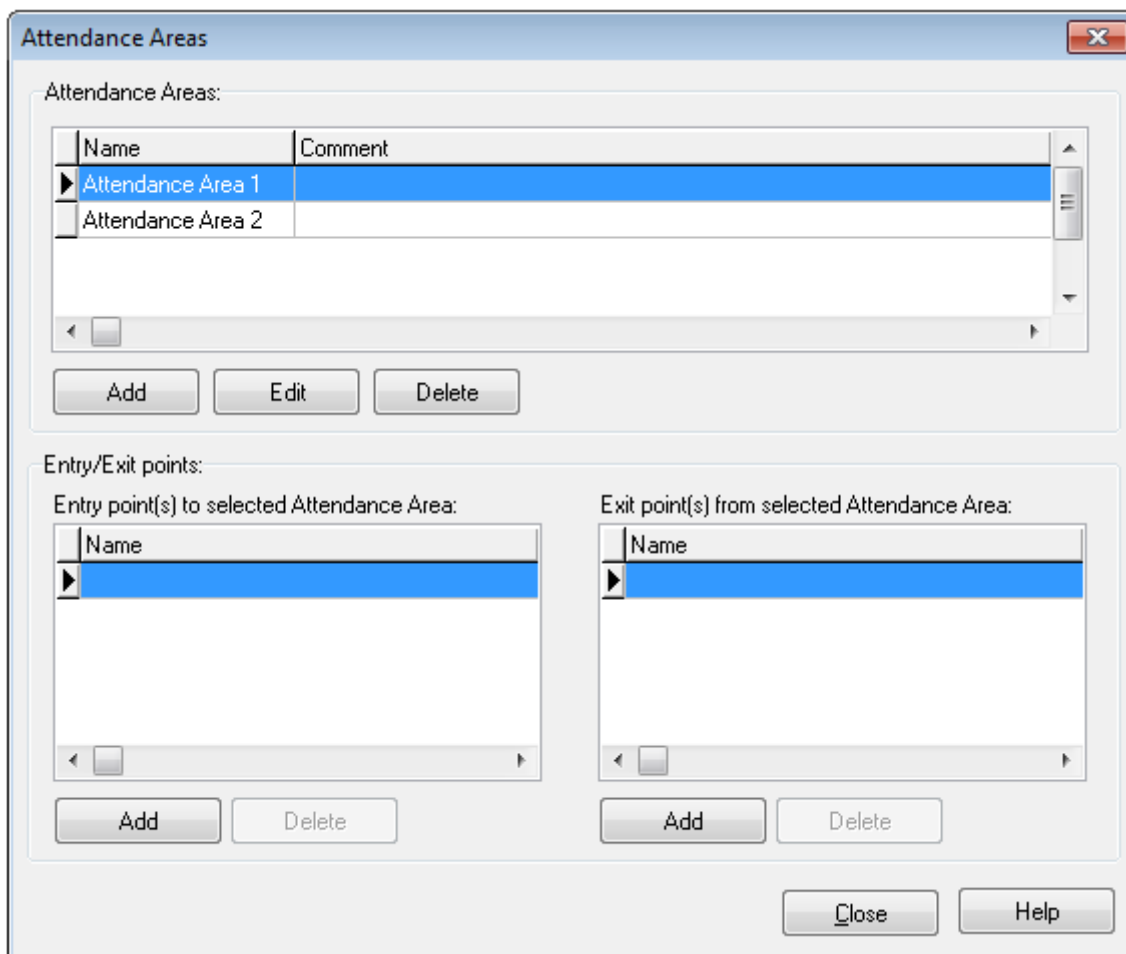 Attendance Areas
Attendance Areas:
Name Comment
Attendance Area 1
Attendance Area 2
Add Edit Delete
Entry/Exit points:
Entry point(s) to selected Attendance Area: Exit point(s) from selected Attendance Area:
Name Name
Add Delete Add Delete
Close Help